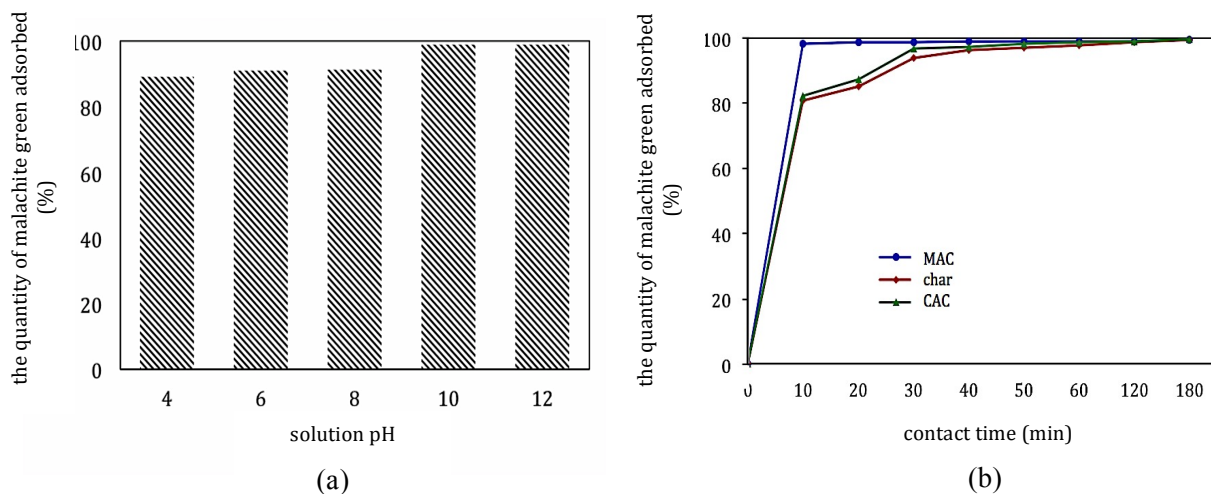 the quantity of malachite green adsorbed
(%)
100
80
60
40
20
0
4 6 8 10 12
solution pH
(a)
the quantity of malachite green adsorbed
(%)
100
80
60
40
20
0
MAC
char
CAC
0 10 20 30 40 50 60 120 180
contact time (min)
(b)